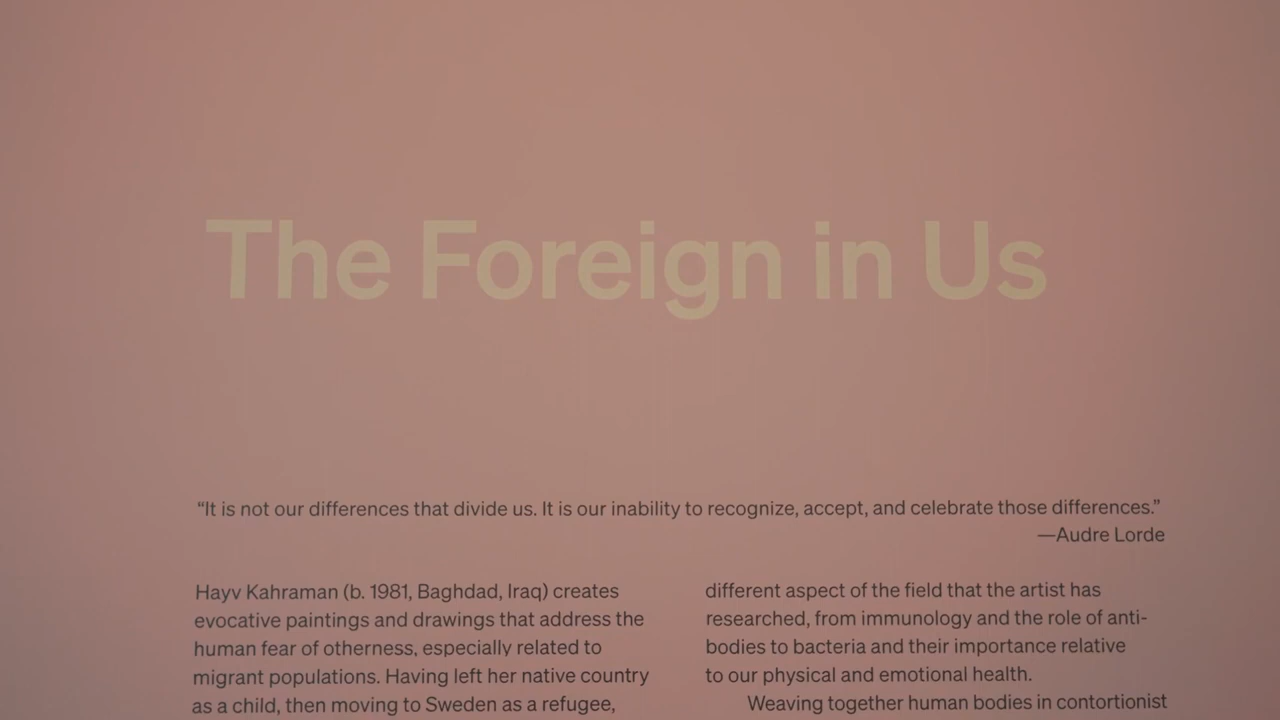 The Foreign in Us
“It is not our differences that divide us. It is our inability to recognize, accept, and celebrate those differences.”
—Audre Lorde
Hayv Kahraman (b. 1981, Baghdad, Iraq) creates
evocative paintings and drawings that address the
human fear of otherness, especially related to
migrant populations. Having left her native country
as a child, then moving to Sweden as a refugee,
different aspect of the field that the artist has
researched, from immunology and the role of anti-
bodies to bacteria and their importance relative
to our physical and emotional health.
Weaving together human bodies in contortionist